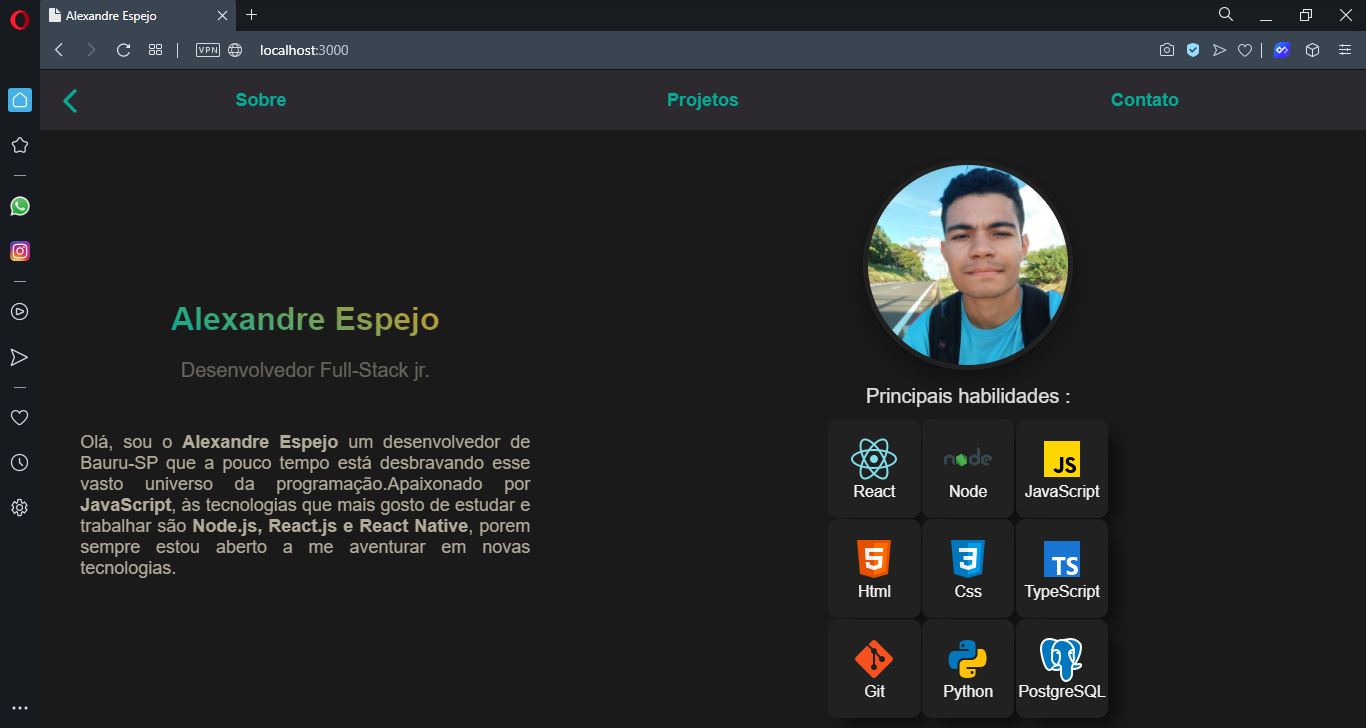 Alexandre Espejo
VPN
localhost:3000
Sobre
Projetos
Contato
Alexandre Espejo
Desenvolvedor Full-Stack jr.
Olá, sou o Alexandre Espejo um desenvolvedor de
Bauru-SP que a pouco tempo está desbravando esse
vasto universo da programação.Apaixonado por
JavaScript, às tecnologias que mais gosto de estudar e
trabalhar são Node.js, React.js e React Native, porem
sempre estou aberto a me aventurar em novas
tecnologias.
Principais habilidades :
node
JS
React
Node
JavaScript
5
3
TS
Html
Css
TypeScript
Git
Python
PostgreSQL